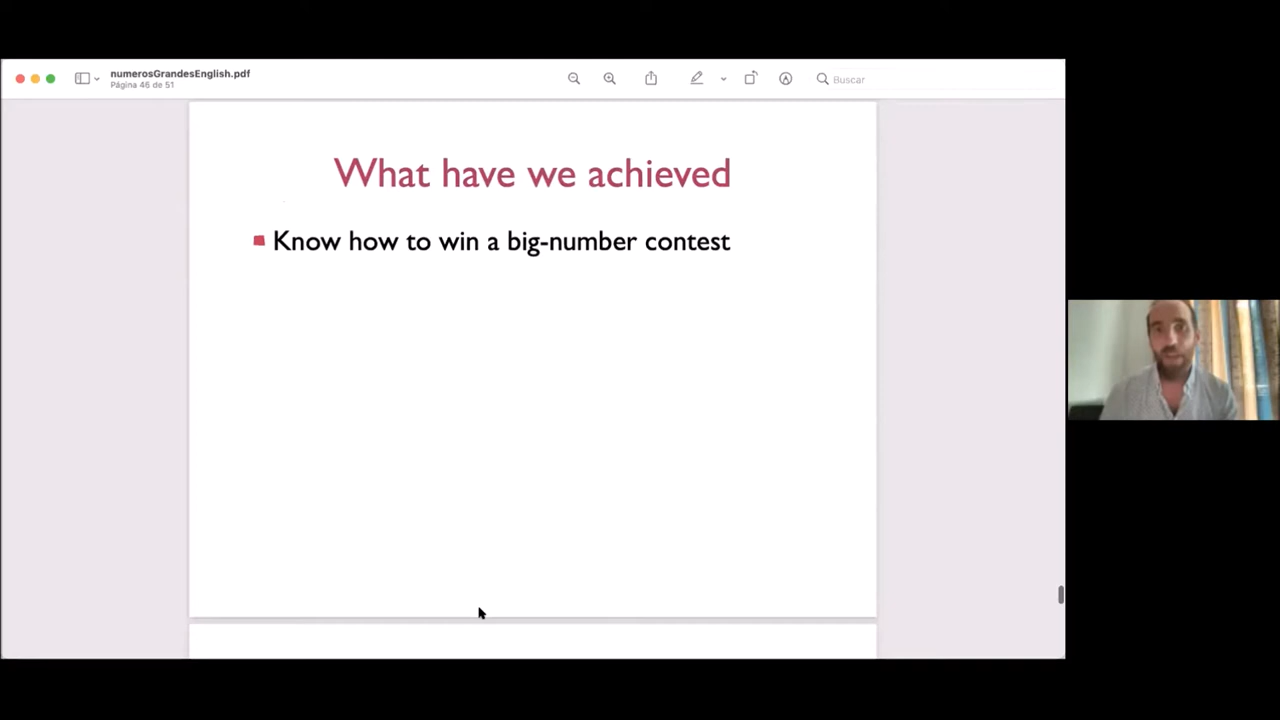 numerosGrandesEnglish.pdf
Página 46 de 51
Buscar
What have we achieved
Know how to win a big-number contest